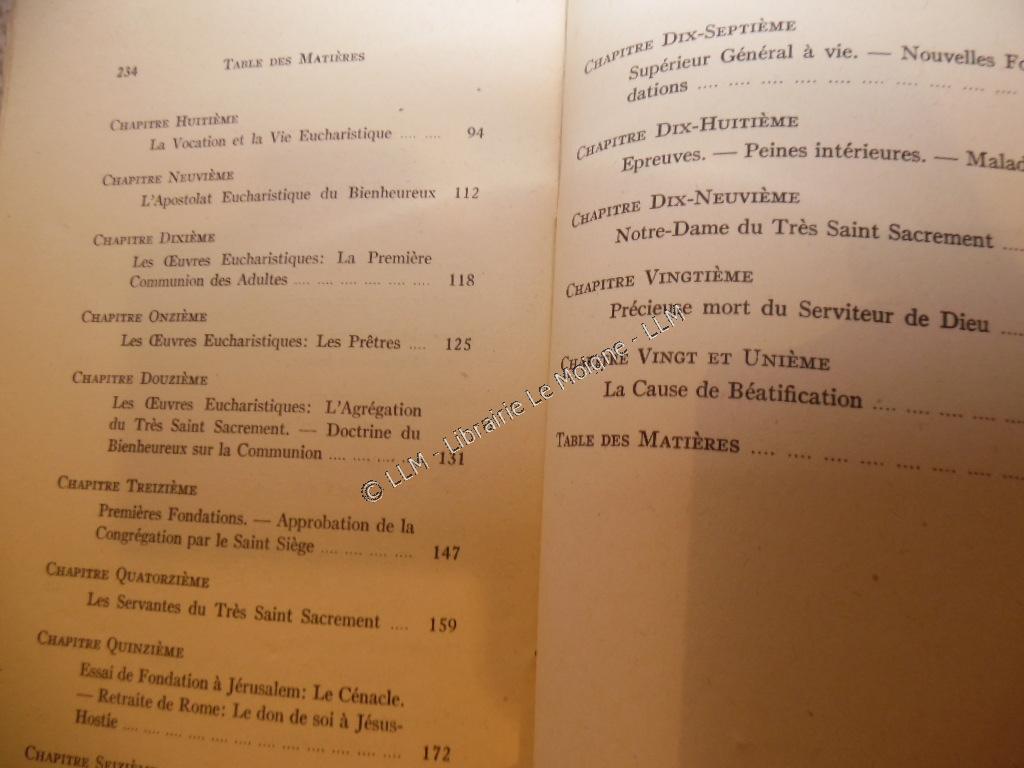 234 TABLE DES MATIÈRES
CHAPITRE HUITIÈME
La Vocation et la Vie Eucharistique .... .... 94
CHAPITRE NEUVIÈME
L'Apostolat Eucharistique du Bienheureux 112
CHAPITRE DIXIÈME
Les Œuvres Eucharistiques: La Première
Communion des Adultes .... .... .... .... .... .... 118
CHAPITRE ONZIÈME
Les Œuvres Eucharistiques: Les Prêtres .... 125
CHAPITRE DOUZIÈME
Les Œuvres Eucharistiques: L'Agrégation
du Très Saint Sacrement. — Doctrine du
Bienheureux sur la Communion .... .... .... .... 131
CHAPITRE TREIZIÈME
Premières Fondations. — Approbation de la
Congrégation par le Saint Siège .... .... .... .... 147
CHAPITRE QUATORZIÈME
Les Servantes du Très Saint Sacrement .... 159
CHAPITRE QUINZIÈME
Essai de Fondation à Jérusalem: Le Cénacle.
— Retraite de Rome: Le don de soi à Jésus-
Hostie .... .... .... .... .... .... .... .... .... .... .... 172
CHAPITRE SEIZIÈME
CHAPITRE DIX-SEPTIÈME
Supérieur Général à vie. — Nouvelles Fo
dations .... .... .... .... .... .... .... .... .... ....
CHAPITRE DIX-HUITIÈME
Epreuves. — Peines intérieures. — Malad
CHAPITRE DIX-NEUVIÈME
Notre-Dame du Très Saint Sacrement ....
CHAPITRE VINGTIÈME
Précieuse mort du Serviteur de Dieu ....
CHAPITRE VINGT ET UNIÈME
La Cause de Béatification .... .... .... ....
TABLE DES MATIÈRES .... .... .... .... .... .... ....
© LLM - Librairie Le Moigne - LLM